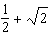 1/2 + √2